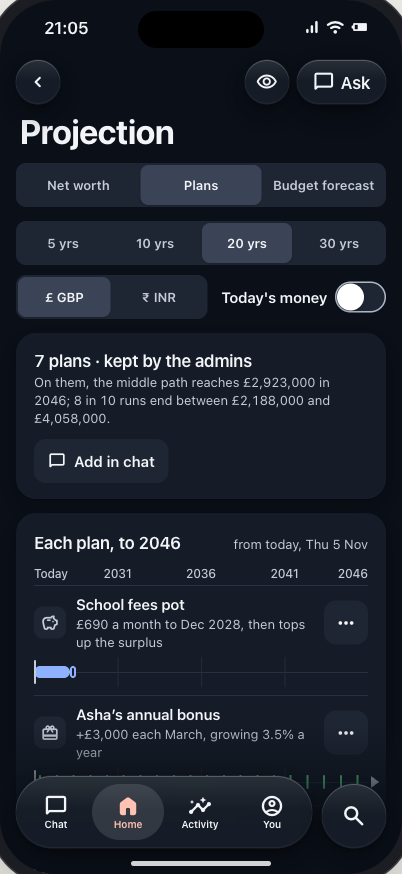 21:05
Ask
Projection
Net worth
Plans
Budget forecast
5 yrs
10 yrs
20 yrs
30 yrs
£ GBP
₹ INR
Today's money
7 plans · kept by the admins
On them, the middle path reaches £2,923,000 in
2046; 8 in 10 runs end between £2,188,000 and
£4,058,000.
Add in chat
Each plan, to 2046
from today, Thu 5 Nov
Today
2031
2036
2041
2046
School fees pot
£690 a month to Dec 2028, then tops
up the surplus
Asha’s annual bonus
+£3,000 each March, growing 3.5% a
year
Chat
Home
Activity
You